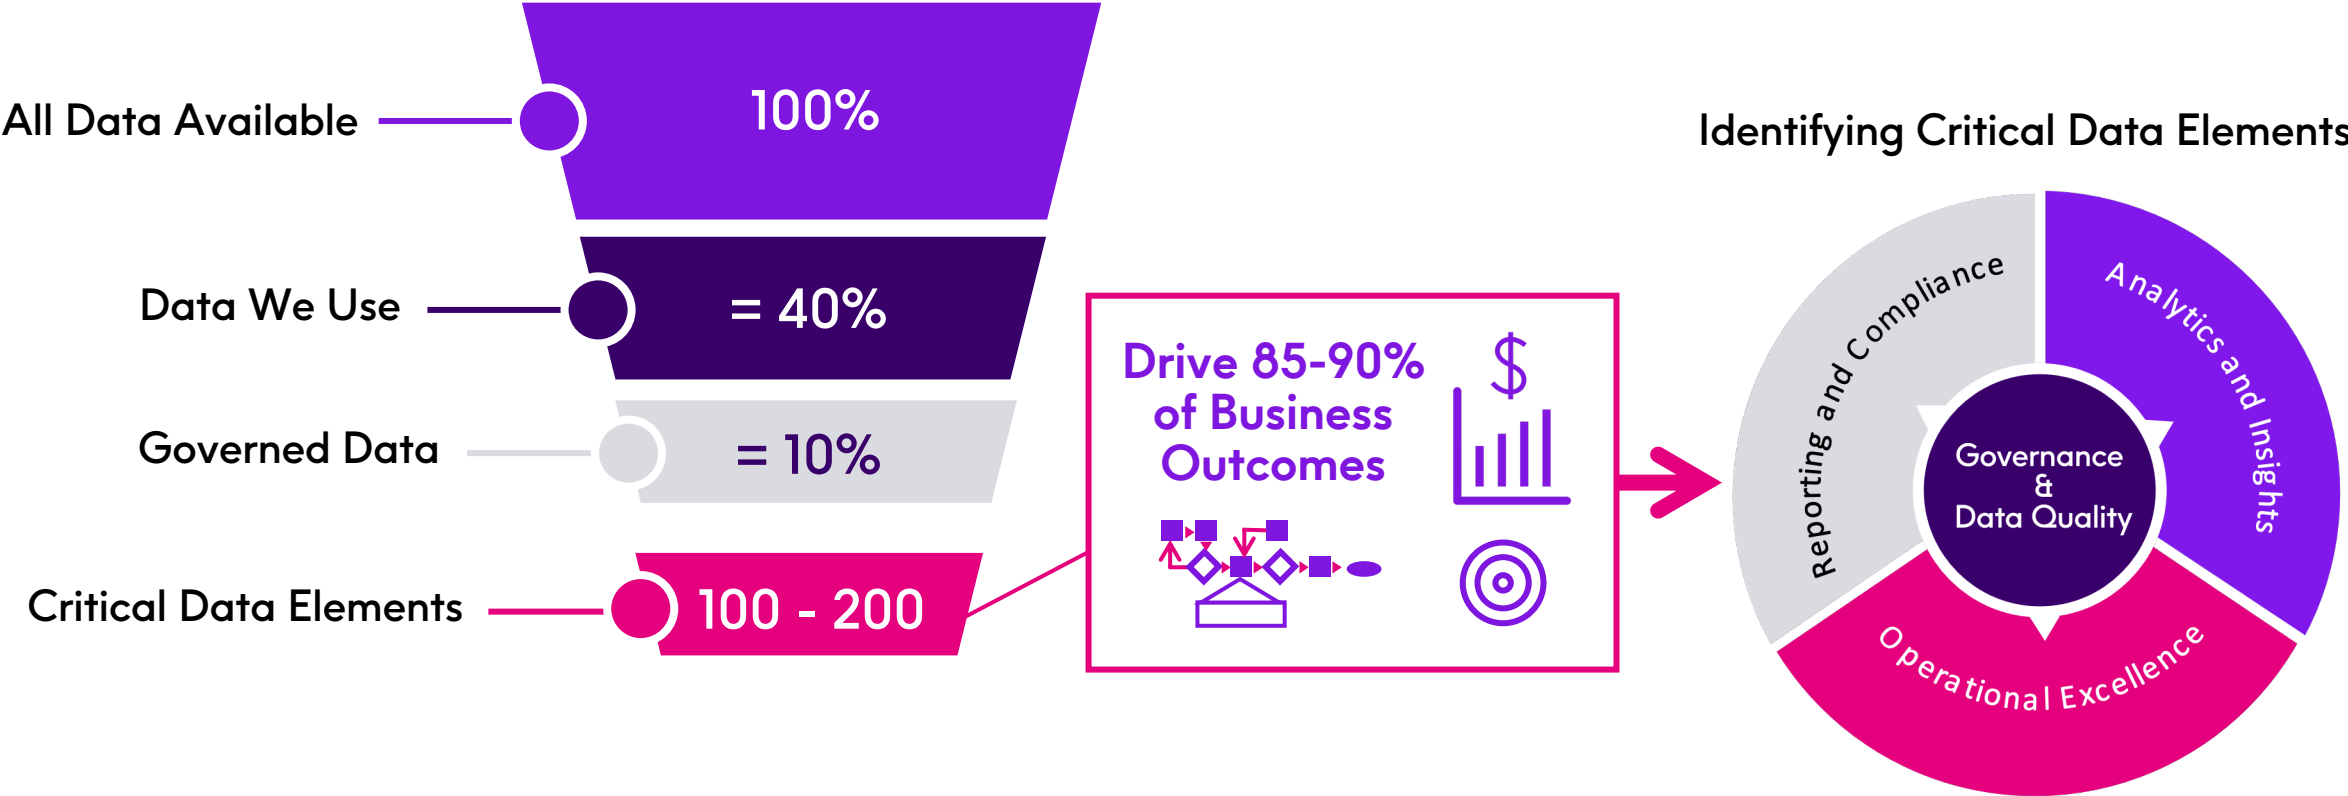 All Data Available
100%
Data We Use
= 40%
Governed Data
= 10%
Critical Data Elements
100 - 200
Drive 85-90%
of Business
Outcomes
$
Identifying Critical Data Elements
Reporting and Compliance
Analytics and Insights
Operational Excellence
Governance
&
Data Quality